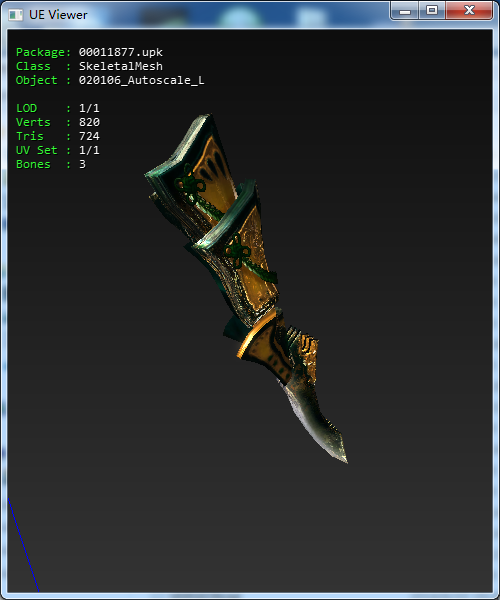 UE Viewer
Package: 00011877.upk
Class : SkeletalMesh
Object : 020106_Autoscale_L
LOD : 1/1
Verts : 820
Tris : 724
UV Set : 1/1
Bones : 3